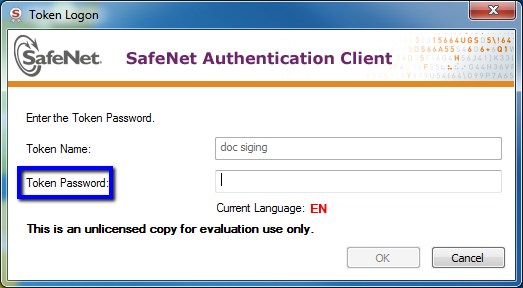 Token Logon
SafeNet.
SafeNet Authentication Client
Enter the Token Password.
Token Name:
doc siging
Token Password:
Current Language: EN
This is an unlicensed copy for evaluation use only.
OK
Cancel